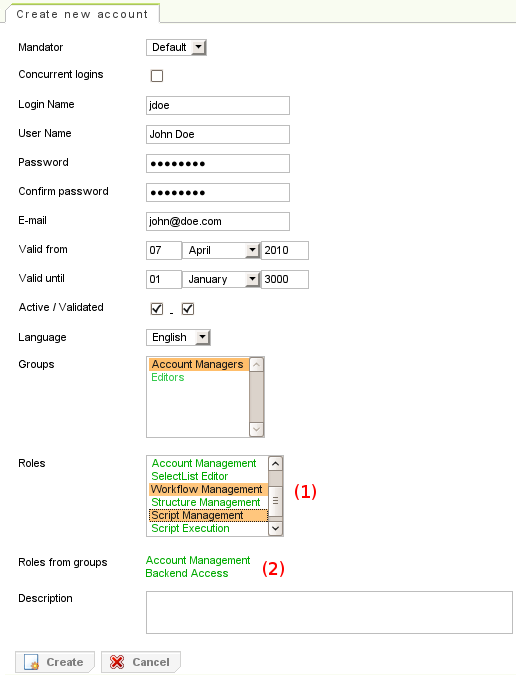 Create new account
Mandator Default
Concurrent logins
Login Name jdoe
User Name John Doe
Password ●●●●●●●●
Confirm password ●●●●●●●●
E-mail john@doe.com
Valid from 07 April 2010
Valid until 01 January 3000
Active / Validated -
Language English
Groups Account Managers
Editors
Roles Account Management
SelectList Editor
Workflow Management (1)
Structure Management
Script Management
Script Execution
Roles from groups Account Management
Backend Access (2)
Description
Create Cancel